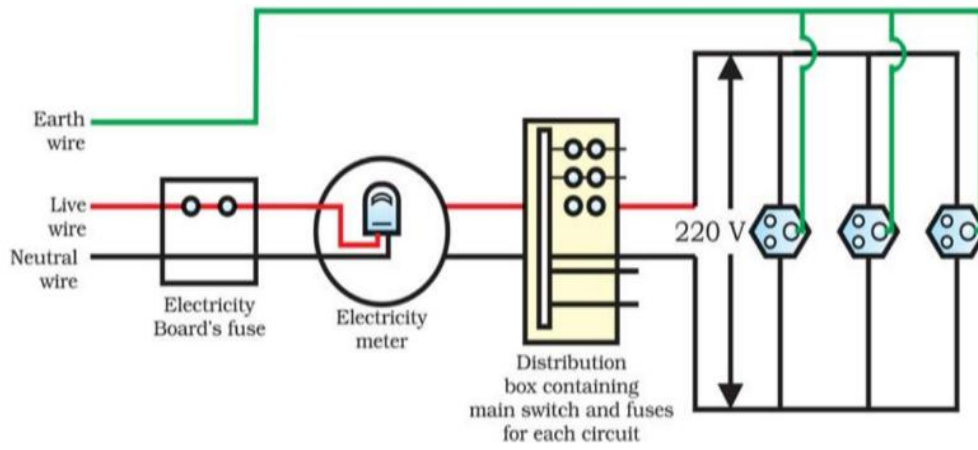 Earth
wire
Live
wire
Neutral
wire
Electricity
Board's fuse
Electricity
meter
Distribution
box containing
main switch and fuses
for each circuit
220 V